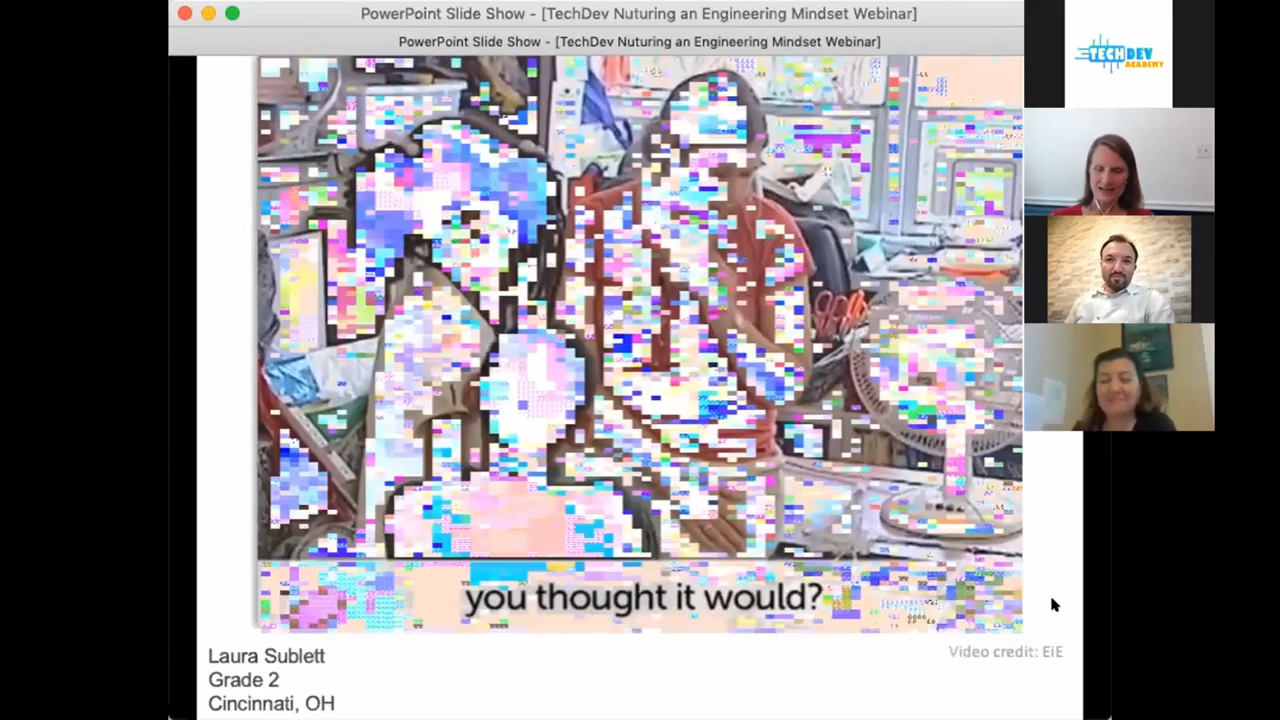 PowerPoint Slide Show - [TechDev Nuturing an Engineering Mindset Webinar]
PowerPoint Slide Show - [TechDev Nuturing an Engineering Mindset Webinar]
TECHDEV
ACADEMY
you thought it would?
Laura Sublett
Grade 2
Cincinnati, OH
Video credit: EiE